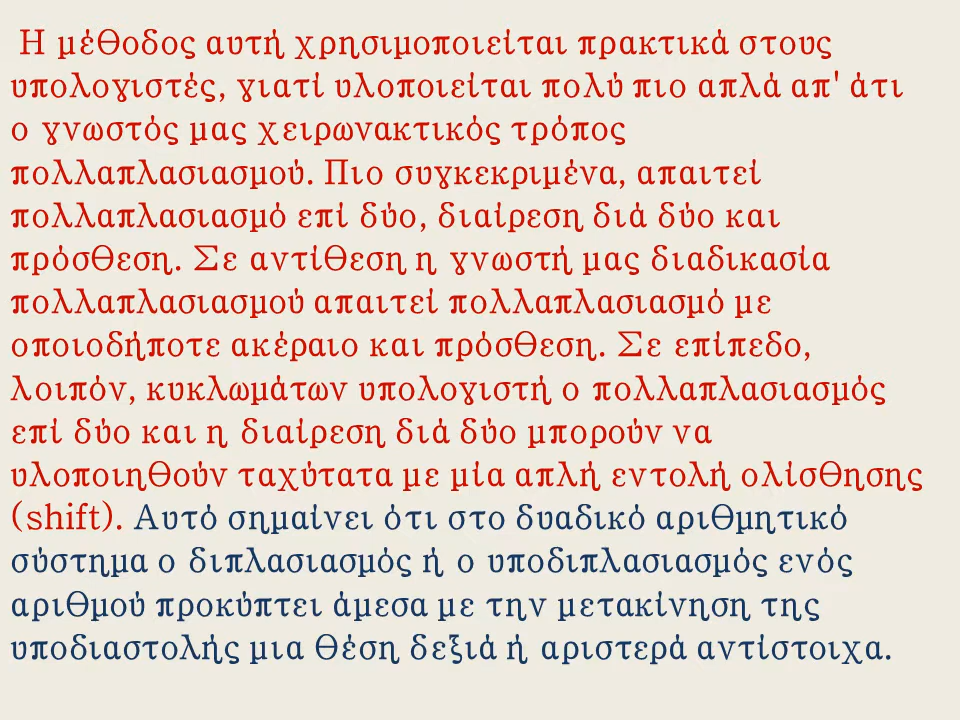 Η μέθοδος αυτή χρησιμοποιείται πρακτικά στους
υπολογιστές, γιατί υλοποιείται πολύ πιο απλά απ' άτι
ο γνωστός μας χειρωνακτικός τρόπος
πολλαπλασιασμού. Πιο συγκεκριμένα, απαιτεί
πολλαπλασιασμό επί δύο, διαίρεση διά δύο και
πρόσθεση. Σε αντίθεση η γνωστή μας διαδικασία
πολλαπλασιασμού απαιτεί πολλαπλασιασμό με
οποιοδήποτε ακέραιο και πρόσθεση. Σε επίπεδο,
λοιπόν, κυκλωμάτων υπολογιστή ο πολλαπλασιασμός
επί δύο και η διαίρεση διά δύο μπορούν να
υλοποιηθούν ταχύτατα με μία απλή εντολή ολίσθησης
(shift). Αυτό σημαίνει ότι στο δυαδικό αριθμητικό
σύστημα ο διπλασιασμός ή ο υποδιπλασιασμός ενός
αριθμού προκύπτει άμεσα με την μετακίνηση της
υποδιαστολής μια θέση δεξιά ή αριστερά αντίστοιχα.